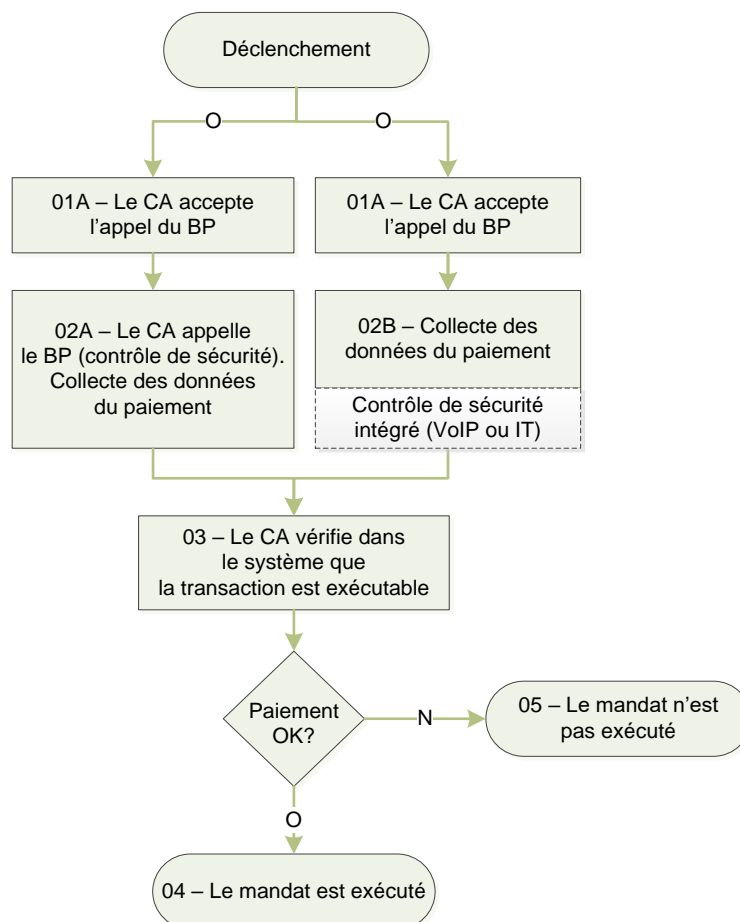 Déclenchement
O
O
01A – Le CA accepte
l’appel du BP
01A – Le CA accepte
l’appel du BP
02A – Le CA appelle
le BP (contrôle de sécurité).
Collecte des données
du paiement
02B – Collecte des
données du paiement
Contrôle de sécurité
intégré (VoIP ou IT)
03 – Le CA vérifie dans
le système que
la transaction est exécutable
Paiement
OK?
N
05 – Le mandat n’est
pas exécuté
O
04 – Le mandat est exécuté